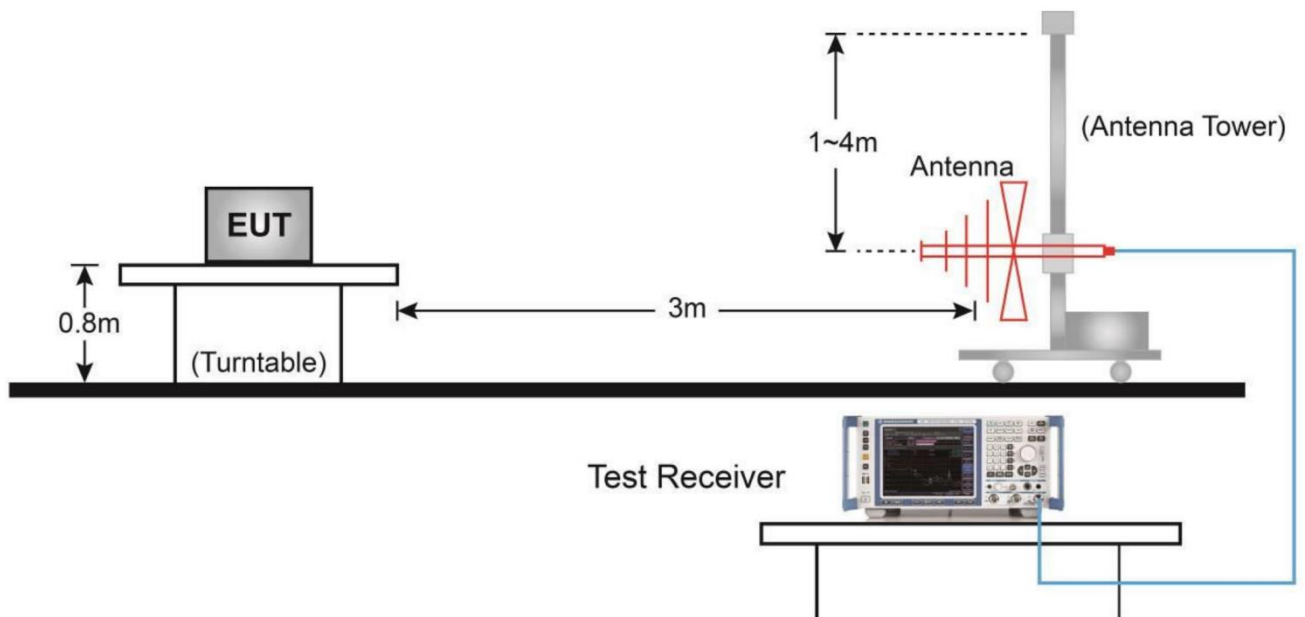 1~4m
(Antenna Tower)
Antenna
EUT
0.8m
3m
(Turntable)
Test Receiver